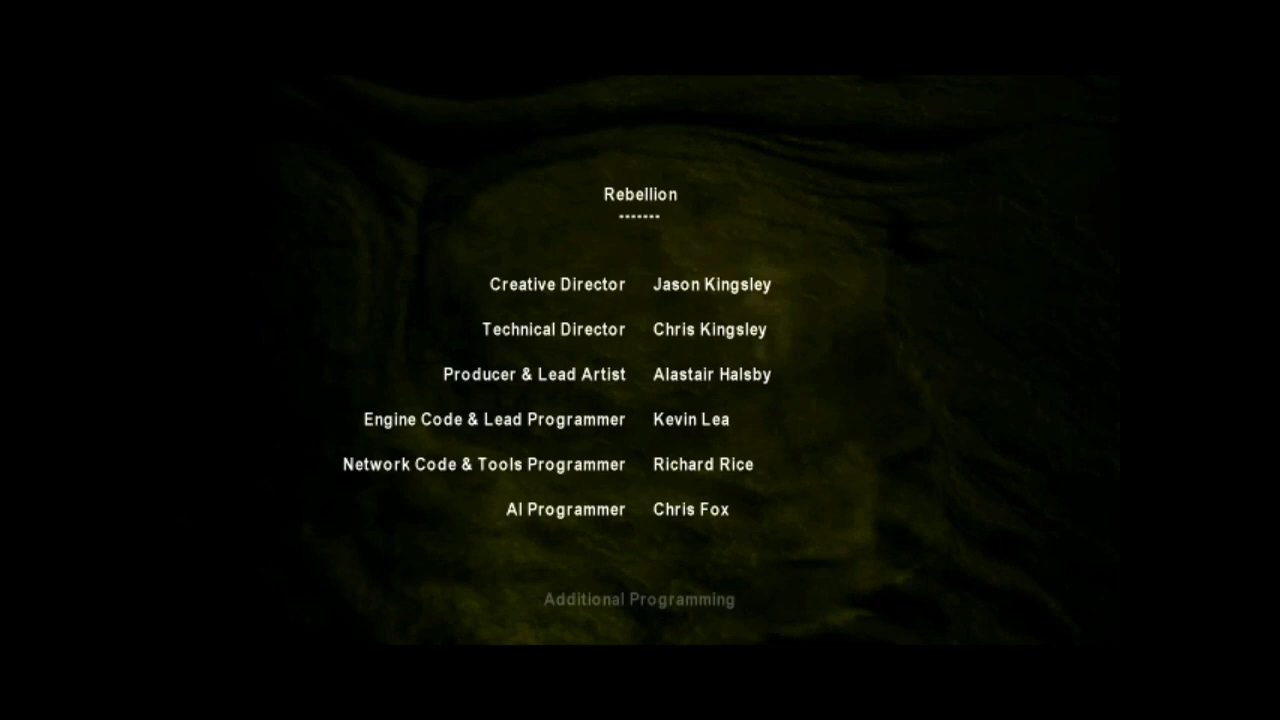 Rebellion
-------
Creative Director Jason Kingsley
Technical Director Chris Kingsley
Producer & Lead Artist Alastair Halsby
Engine Code & Lead Programmer Kevin Lea
Network Code & Tools Programmer Richard Rice
AI Programmer Chris Fox
Additional Programming